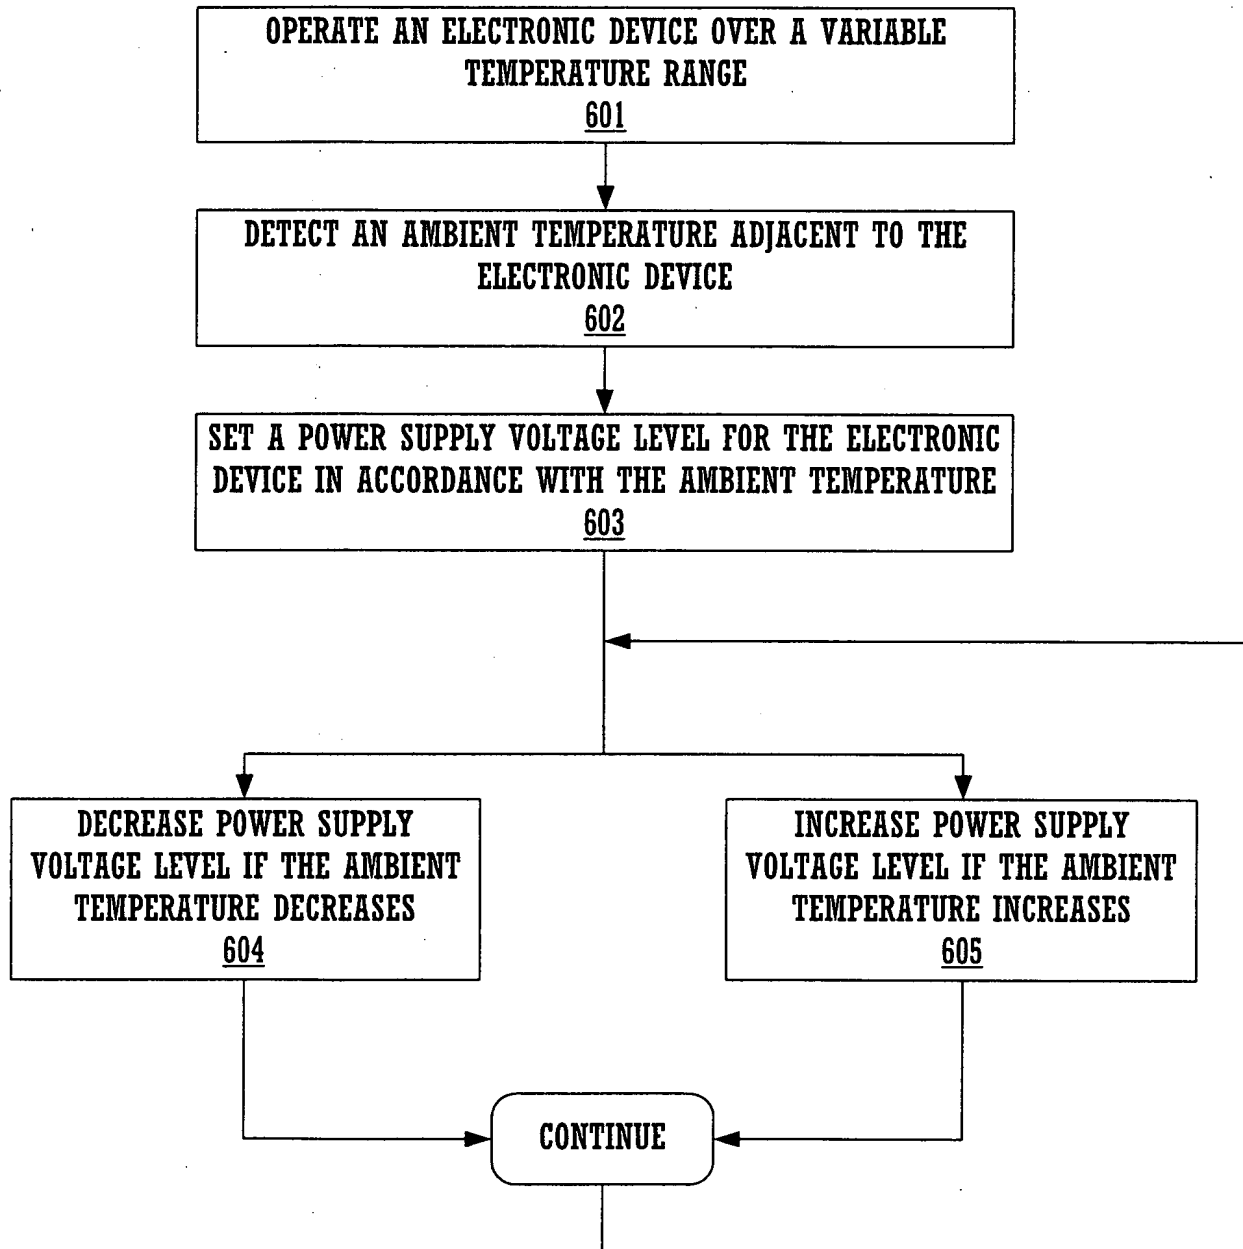 OPERATE AN ELECTRONIC DEVICE OVER A VARIABLE
TEMPERATURE RANGE
601
DETECT AN AMBIENT TEMPERATURE ADJACENT TO THE
ELECTRONIC DEVICE
602
SET A POWER SUPPLY VOLTAGE LEVEL FOR THE ELECTRONIC
DEVICE IN ACCORDANCE WITH THE AMBIENT TEMPERATURE
603
DECREASE POWER SUPPLY
VOLTAGE LEVEL IF THE AMBIENT
TEMPERATURE DECREASES
604
INCREASE POWER SUPPLY
VOLTAGE LEVEL IF THE AMBIENT
TEMPERATURE INCREASES
605
CONTINUE